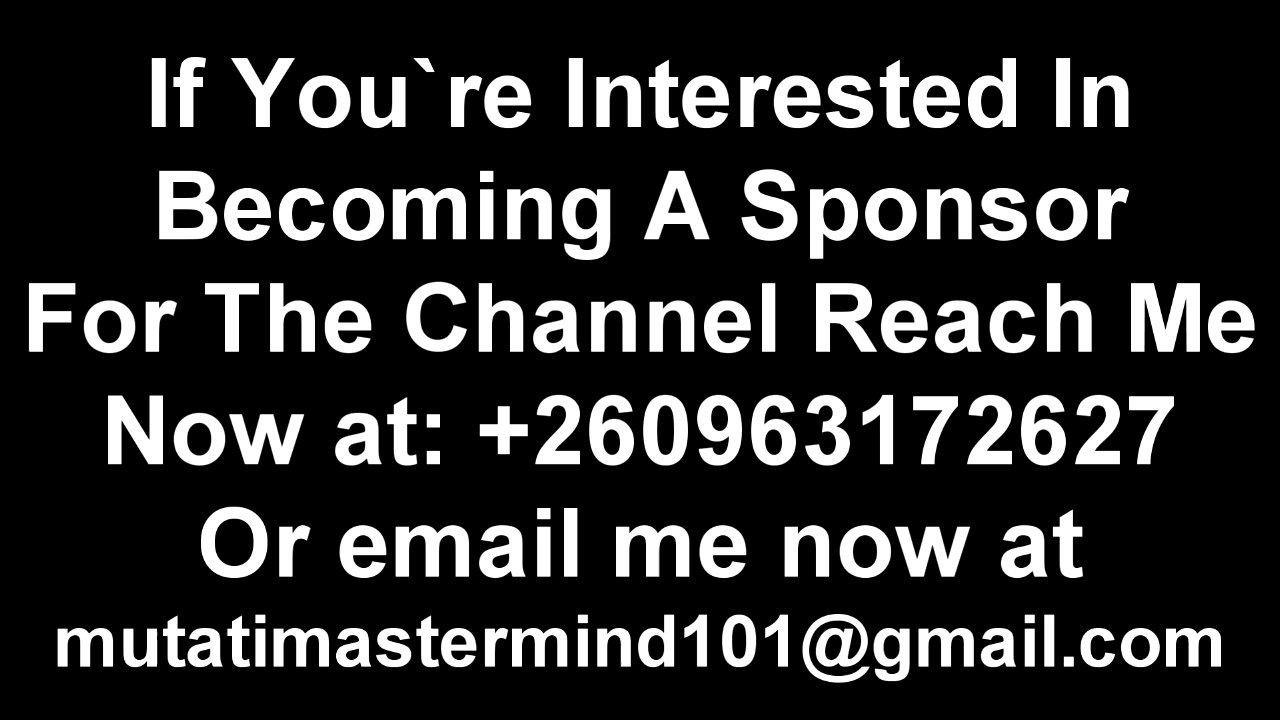 If You`re Interested In
Becoming A Sponsor
For The Channel Reach Me
Now at: +260963172627
Or email me now at
mutatimastermind101@gmail.com